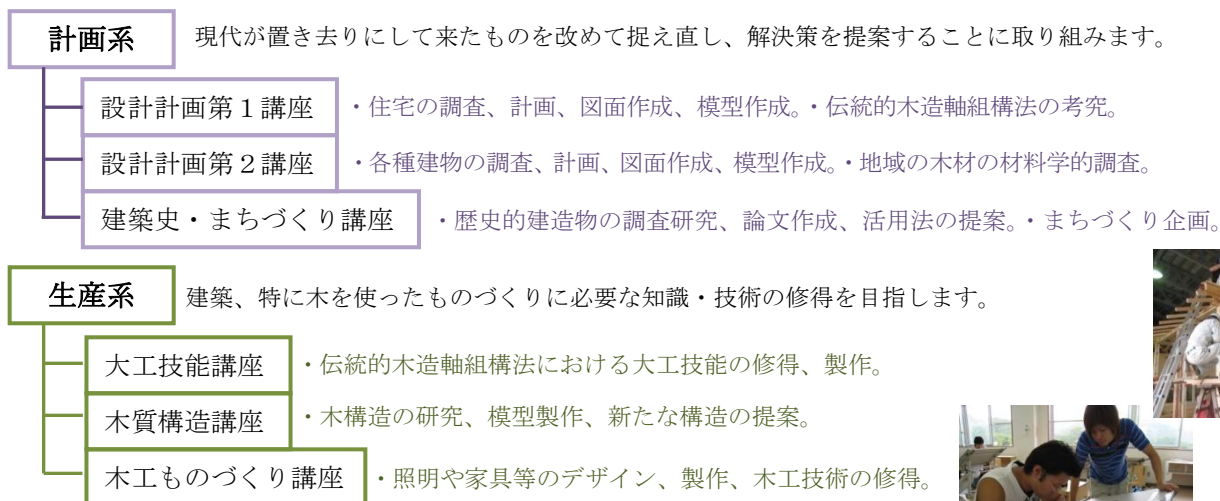 計画系 現代が置き去りにして来たものを改めて捉え直し、解決策を提案することに取り組みます。
設計計画第１講座 ・住宅の調査、計画、図面作成、模型作成。・伝統的木造軸組構法の考究。
設計計画第２講座 ・各種建物の調査、計画、図面作成、模型作成。・地域の木材の材料学的調査。
建築史・まちづくり講座 ・歴史的建造物の調査研究、論文作成、活用法の提案。・まちづくり企画。
生産系 建築、特に木を使ったものづくりに必要な知識・技術の修得を目指します。
大工技能講座 ・伝統的木造軸組構法における大工技能の修得、製作。
木質構造講座 ・木構造の研究、模型製作、新たな構造の提案。
木工ものづくり講座 ・照明や家具等のデザイン、製作、木工技術の修得。